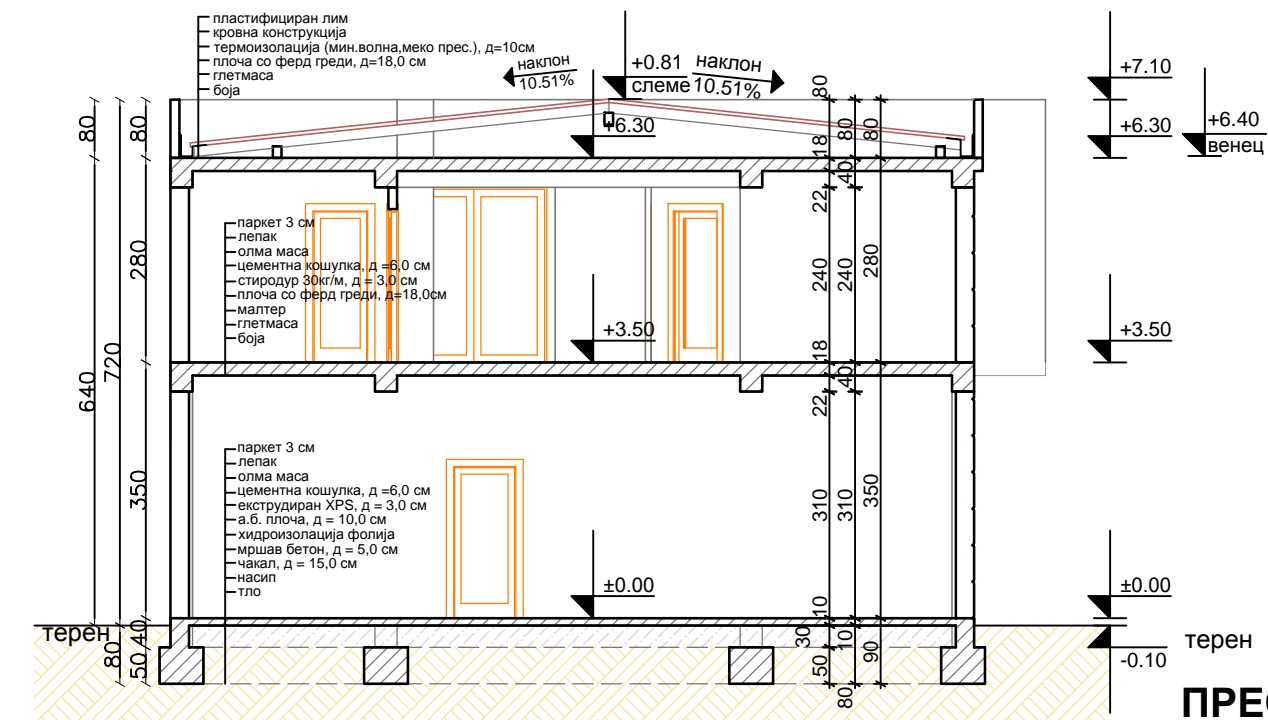 пластифициран лим
кровна конструкција
термоизолација (мин.волна,меко прес.), д=10см
плоча со ферд греди, д=18,0 см
глетмаса
боја
наклон
10.51%
+0.81
слеме
наклон
10.51%
80
+7.10
80
80
+6.30
18
80
80
+6.30
+6.40
венец
40
22
паркет 3 см
лепак
олма маса
цементна кошулка, д =6,0 см
стиродур 30кг/м, д = 3,0 см
плоча со ферд греди, д=18,0см
малтер
глетмаса
боја
280
240
240
280
+3.50
+3.50
720
640
18
40
22
паркет 3 см
лепак
олма маса
цементна кошулка, д =6,0 см
екструдиран XPS, д = 3,0 см
а.б. плоча, д = 10,0 см
хидроизолација фолија
мршав бетон, д = 5,0 см
чакал, д = 15,0 см
насип
тло
350
310
310
350
±0.00
±0.00
10
терен
40
80
50
30
10
50
90
80
терен
-0.10